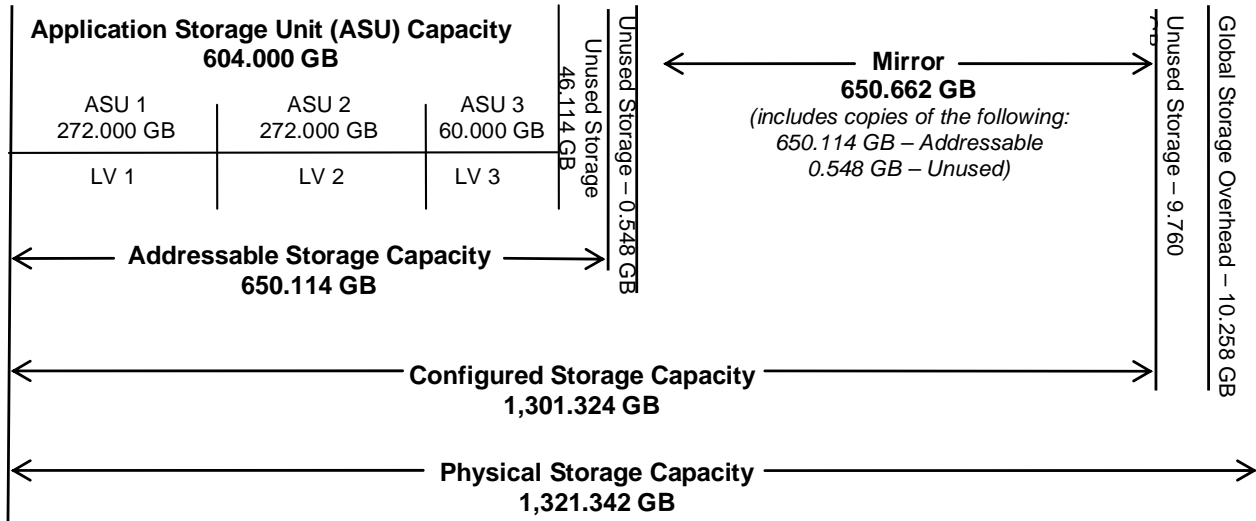 Application Storage Unit (ASU) Capacity
604.000 GB
ASU 1
272.000 GB
ASU 2
272.000 GB
ASU 3
60.000 GB
LV 1
LV 2
LV 3
Unused Storage
46.114 GB
Unused Storage – 0.548 GB
Mirror
650.662 GB
(includes copies of the following:
650.114 GB – Addressable
0.548 GB – Unused)
Unused Storage – 9.760
GB
Global Storage Overhead – 10.258 GB
Addressable Storage Capacity
650.114 GB
Configured Storage Capacity
1,301.324 GB
Physical Storage Capacity
1,321.342 GB